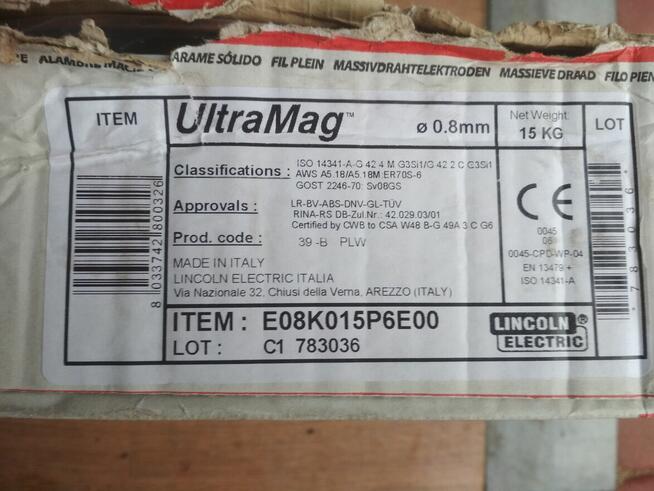 ARAME SÓLIDO FIL PLEIN MASSIVDRAHTELEKTRODEN MASSIEVE DRAAD FILO PIEN
ITEM
UltraMag™ ø 0.8mm
Net Weight:
15 KG
LOT
Classifications :
ISO 14341-A-G 42 4 M G3Si1/G 42 2 C G3Si1
AWS A5.18/A5.18M:ER70S-6
GOST 2246-70: Sv08GS
Approvals :
LR-BV-ABS-DNV-GL-TÜV
RINA-RS DB-Zul.Nr.: 42.029.03/01
Certified by CWB to CSA W48 B-G 49A 3 C G6
Prod. code : 39 -B PLW
MADE IN ITALY
LINCOLN ELECTRIC ITALIA
Via Nazionale 32, Chiusi della Verna, AREZZO (ITALY)
CE
0045
06
0045-CPD-WP-04
EN 13479 +
ISO 14341-A
8 033742 800326
*783036*
ITEM : E08K015P6E00
LOT : C1 783036
LINCOLN ®
ELECTRIC